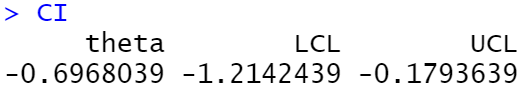 > CI
theta LCL UCL
-0.6968039 -1.2142439 -0.1793639